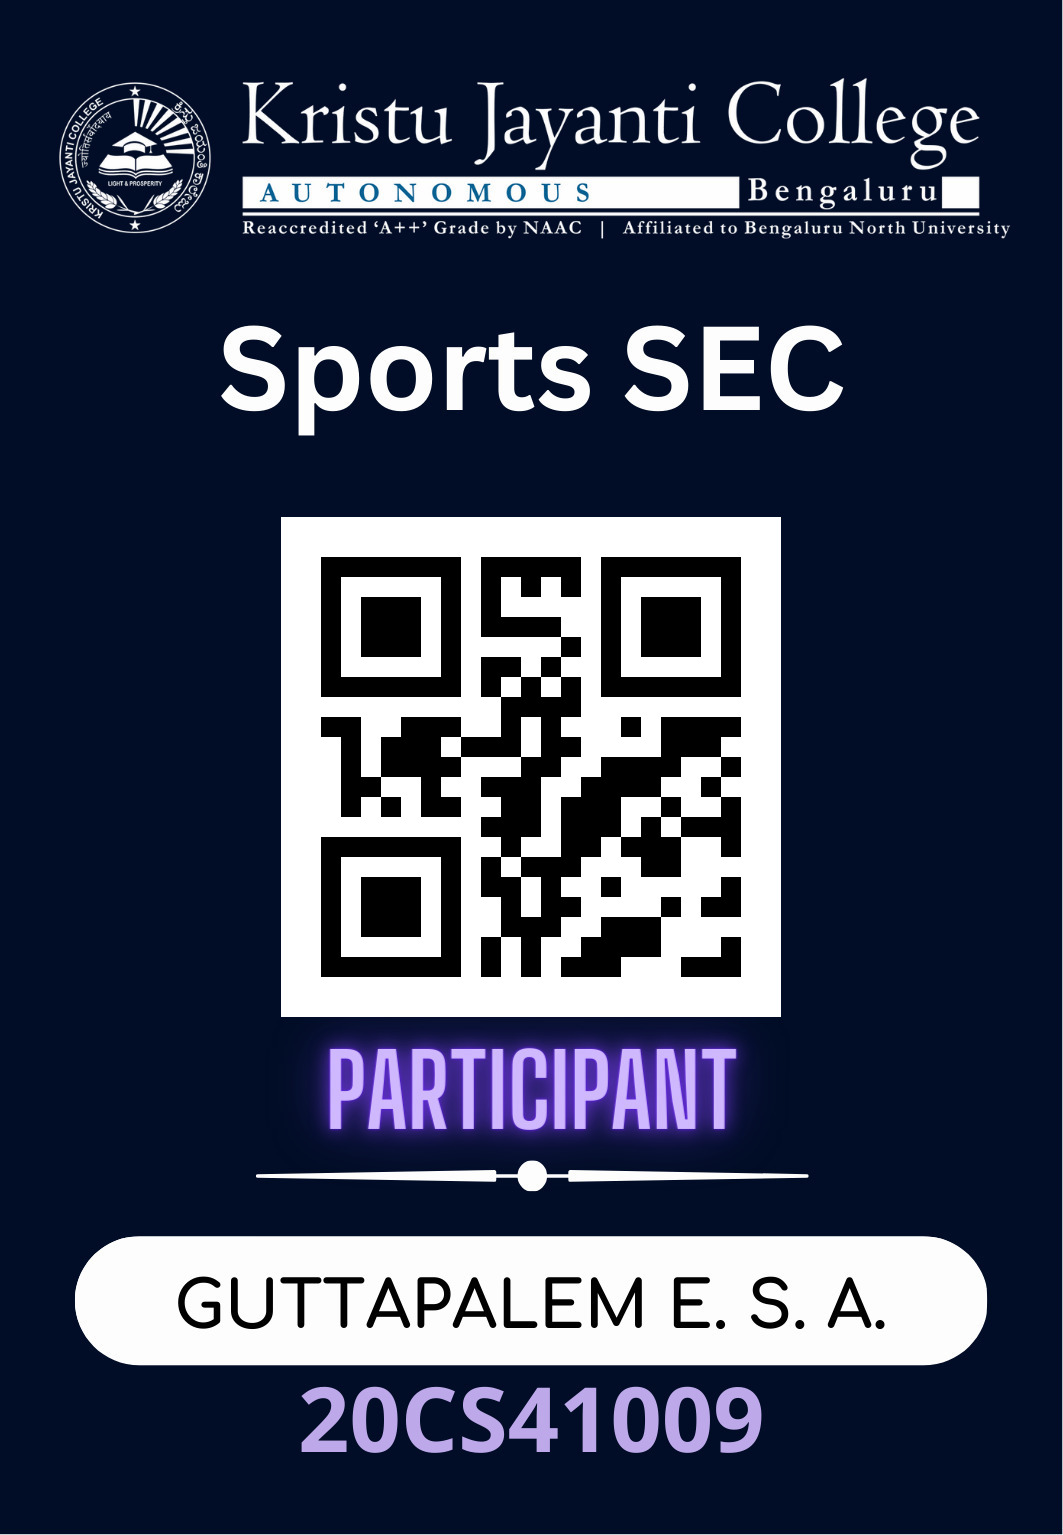 KRISTU JAYANTI COLLEGE
ज्योतिसंवादयाय
LIGHT & PROSPERITY
Kristu Jayanti College
AUTONOMOUS Bengaluru
Reaccredited ‘A++’ Grade by NAAC | Affiliated to Bengaluru North University
Sports SEC
PARTICIPANT
GUTTAPALEM E. S. A.
20CS41009